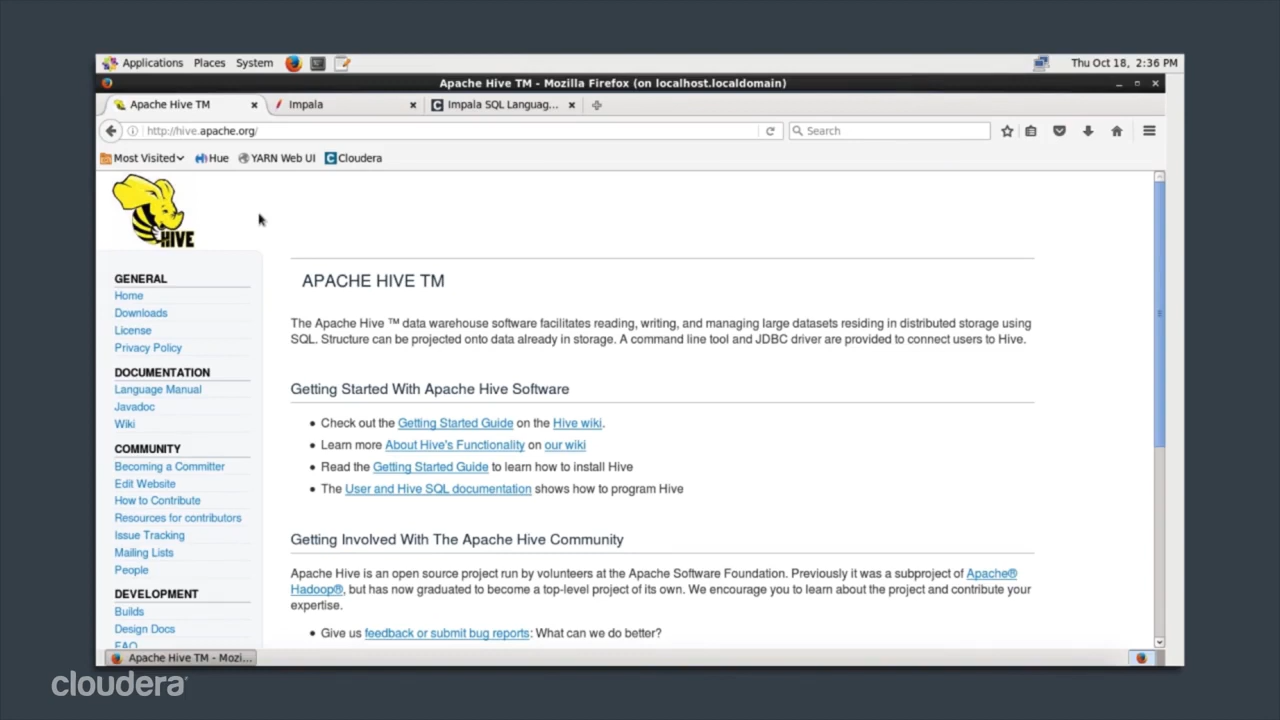 Applications Places System Thu Oct 18, 2:36 PM
Apache Hive TM - Mozilla Firefox (on localhost.localdomain)
Apache Hive TM Impala Impala SQL Languag...
http://hive.apache.org/ Search
Most Visited Hue YARN Web UI Cloudera
HIVE
GENERAL
Home
Downloads
License
Privacy Policy
DOCUMENTATION
Language Manual
Javadoc
Wiki
COMMUNITY
Becoming a Committer
Edit Website
How to Contribute
Resources for contributors
Issue Tracking
Mailing Lists
People
DEVELOPMENT
Builds
Design Docs
FAQ
APACHE HIVE TM
The Apache Hive ™ data warehouse software facilitates reading, writing, and managing large datasets residing in distributed storage using
SQL. Structure can be projected onto data already in storage. A command line tool and JDBC driver are provided to connect users to Hive.
Getting Started With Apache Hive Software
• Check out the Getting Started Guide on the Hive wiki.
• Learn more About Hive's Functionality on our wiki
• Read the Getting Started Guide to learn how to install Hive
• The User and Hive SQL documentation shows how to program Hive
Getting Involved With The Apache Hive Community
Apache Hive is an open source project run by volunteers at the Apache Software Foundation. Previously it was a subproject of Apache®
Hadoop®, but has now graduated to become a top-level project of its own. We encourage you to learn about the project and contribute your
expertise.
• Give us feedback or submit bug reports: What can we do better?
Apache Hive TM - Mozi...
cloudera